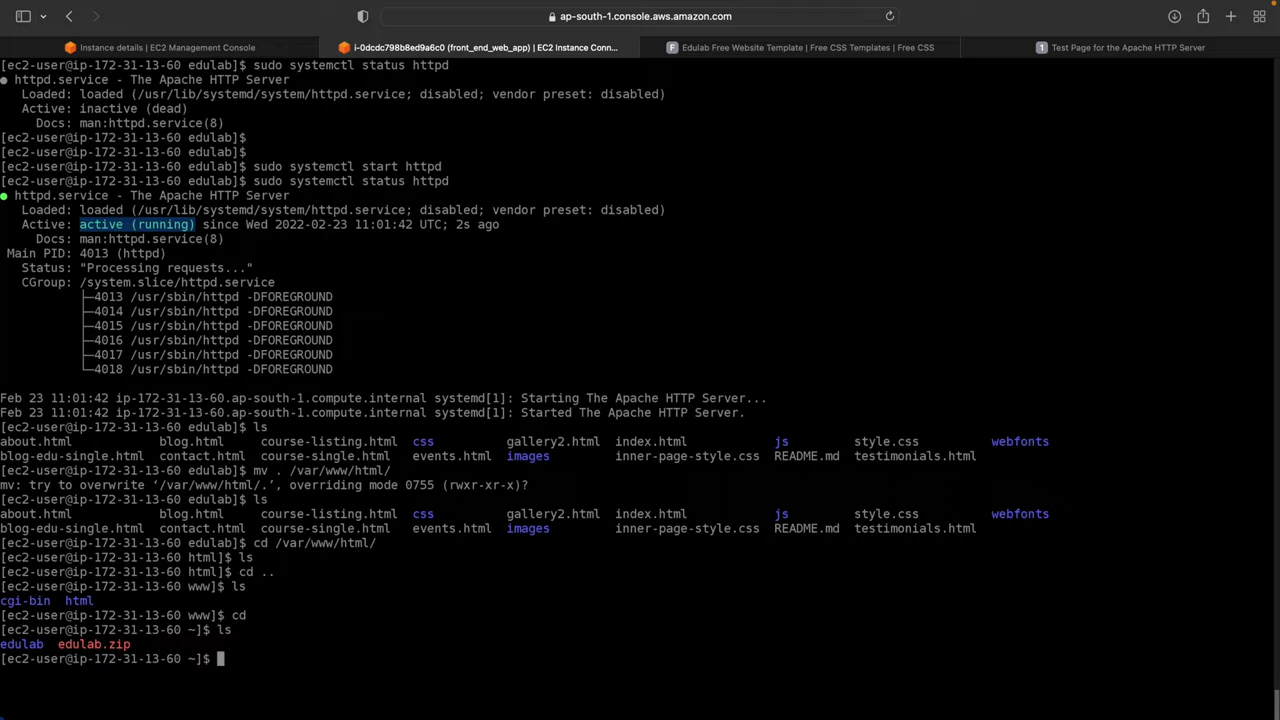 ap-south-1.console.aws.amazon.com
Instance details | EC2 Management Console
i-0dcdc798b8ed9a6c0 (front_end_web_app) | EC2 Instance Conn...
F Edulab Free Website Template | Free CSS Templates | Free CSS
1 Test Page for the Apache HTTP Server
[ec2-user@ip-172-31-13-60 edulab]$ sudo systemctl status httpd
● httpd.service - The Apache HTTP Server
Loaded: loaded (/usr/lib/systemd/system/httpd.service; disabled; vendor preset: disabled)
Active: inactive (dead)
Docs: man:httpd.service(8)
[ec2-user@ip-172-31-13-60 edulab]$
[ec2-user@ip-172-31-13-60 edulab]$
[ec2-user@ip-172-31-13-60 edulab]$ sudo systemctl start httpd
[ec2-user@ip-172-31-13-60 edulab]$ sudo systemctl status httpd
● httpd.service - The Apache HTTP Server
Loaded: loaded (/usr/lib/systemd/system/httpd.service; disabled; vendor preset: disabled)
Active: active (running) since Wed 2022-02-23 11:01:42 UTC; 2s ago
Docs: man:httpd.service(8)
Main PID: 4013 (httpd)
Status: "Processing requests..."
CGroup: /system.slice/httpd.service
├─4013 /usr/sbin/httpd -DFOREGROUND
├─4014 /usr/sbin/httpd -DFOREGROUND
├─4015 /usr/sbin/httpd -DFOREGROUND
├─4016 /usr/sbin/httpd -DFOREGROUND
├─4017 /usr/sbin/httpd -DFOREGROUND
└─4018 /usr/sbin/httpd -DFOREGROUND
Feb 23 11:01:42 ip-172-31-13-60.ap-south-1.compute.internal systemd[1]: Starting The Apache HTTP Server...
Feb 23 11:01:42 ip-172-31-13-60.ap-south-1.compute.internal systemd[1]: Started The Apache HTTP Server.
[ec2-user@ip-172-31-13-60 edulab]$ ls
about.html blog.html course-listing.html css gallery2.html index.html js style.css webfonts
blog-edu-single.html contact.html course-single.html events.html images inner-page-style.css README.md testimonials.html
[ec2-user@ip-172-31-13-60 edulab]$ mv . /var/www/html/
mv: try to overwrite ‘/var/www/html/.’, overriding mode 0755 (rwxr-xr-x)?
[ec2-user@ip-172-31-13-60 edulab]$ ls
about.html blog.html course-listing.html css gallery2.html index.html js style.css webfonts
blog-edu-single.html contact.html course-single.html events.html images inner-page-style.css README.md testimonials.html
[ec2-user@ip-172-31-13-60 edulab]$ cd /var/www/html/
[ec2-user@ip-172-31-13-60 html]$ ls
[ec2-user@ip-172-31-13-60 html]$ cd ..
[ec2-user@ip-172-31-13-60 www]$ ls
cgi-bin html
[ec2-user@ip-172-31-13-60 www]$ cd
[ec2-user@ip-172-31-13-60 ~]$ ls
edulab edulab.zip
[ec2-user@ip-172-31-13-60 ~]$